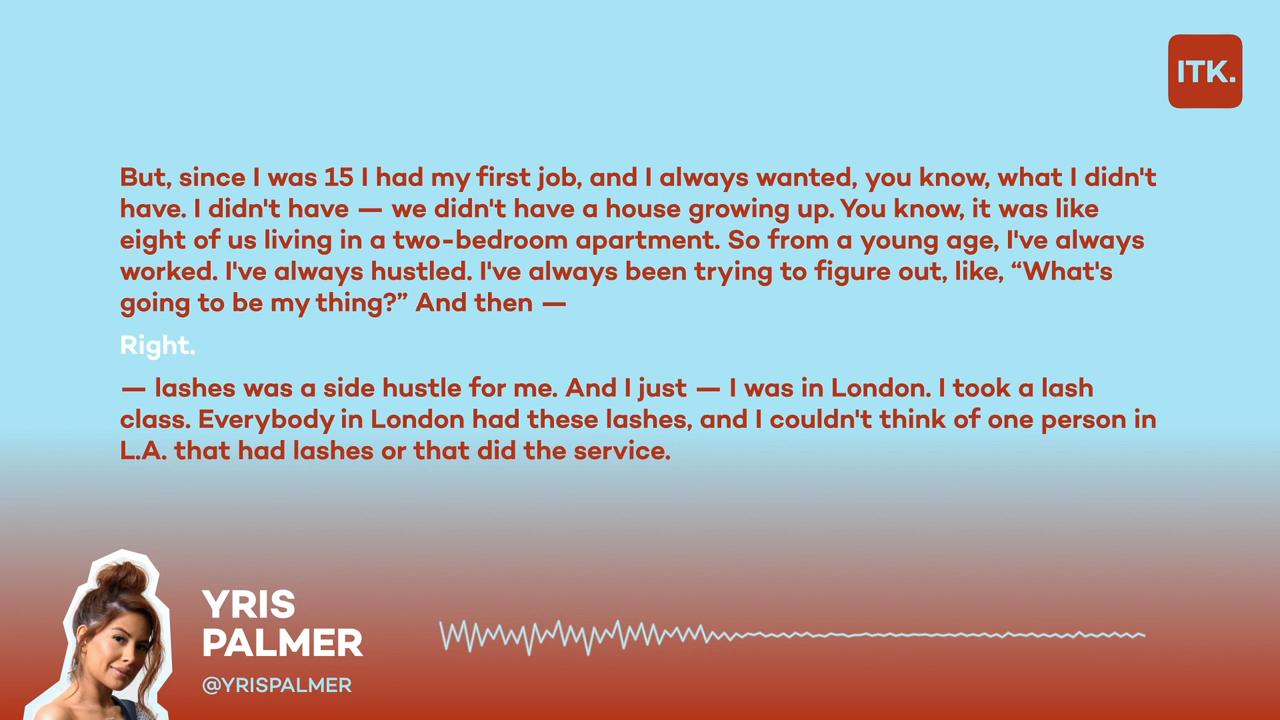 ITK.
But, since I was 15 I had my first job, and I always wanted, you know, what I didn't
have. I didn't have — we didn't have a house growing up. You know, it was like
eight of us living in a two-bedroom apartment. So from a young age, I've always
worked. I've always hustled. I've always been trying to figure out, like, “What's
going to be my thing?” And then —
Right.
— lashes was a side hustle for me. And I just — I was in London. I took a lash
class. Everybody in London had these lashes, and I couldn't think of one person in
L.A. that had lashes or that did the service.
YRIS
PALMER
@YRISPALMER